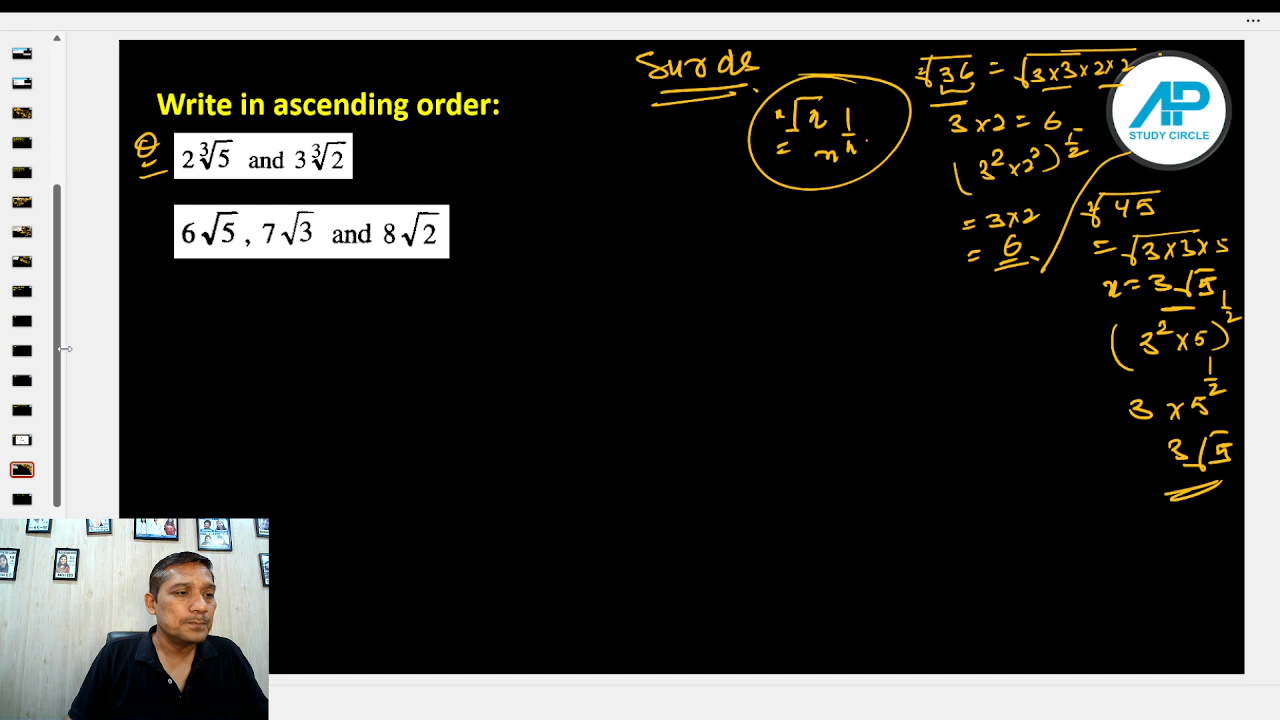 Surds
Write in ascending order:
Q
2∛5 and 3∛2
6√5 , 7√3 and 8√2
ⁿ√x x^(1/n)
=
²√36 = √3×3×2×2
3×2=6
(3²×2²)^(1/2)
= 3×2
= 6
AP
STUDY CIRCLE
²√45
= √3×3×5
x = 3√5
(3²×5)^(1/2)
3×5^(1/2)
3√5